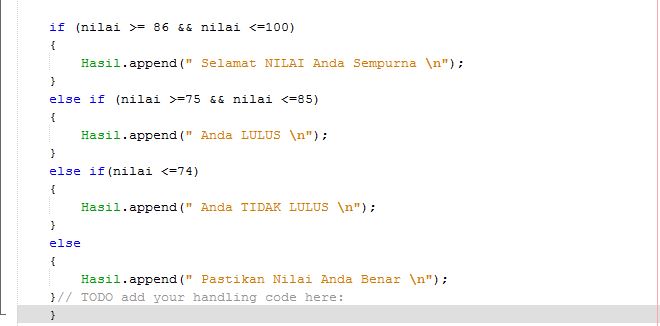 if (nilai >= 86 && nilai <=100)
{
Hasil.append(" Selamat NILAI Anda Sempurna \n");
}
else if (nilai >=75 && nilai <=85)
{
Hasil.append(" Anda LULUS \n");
}
else if(nilai <=74)
{
Hasil.append(" Anda TIDAK LULUS \n");
}
else
{
Hasil.append(" Pastikan Nilai Anda Benar \n");
}// TODO add your handling code here:
}